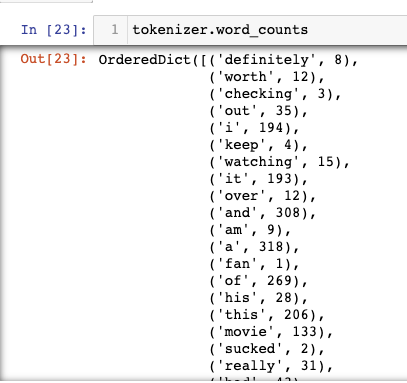 In [23]: 1 tokenizer.word_counts
Out[23]: OrderedDict([('definitely', 8),
('worth', 12),
('checking', 3),
('out', 35),
('i', 194),
('keep', 4),
('watching', 15),
('it', 193),
('over', 12),
('and', 308),
('am', 9),
('a', 318),
('fan', 1),
('of', 269),
('his', 28),
('this', 206),
('movie', 133),
('sucked', 2),
('really', 31),